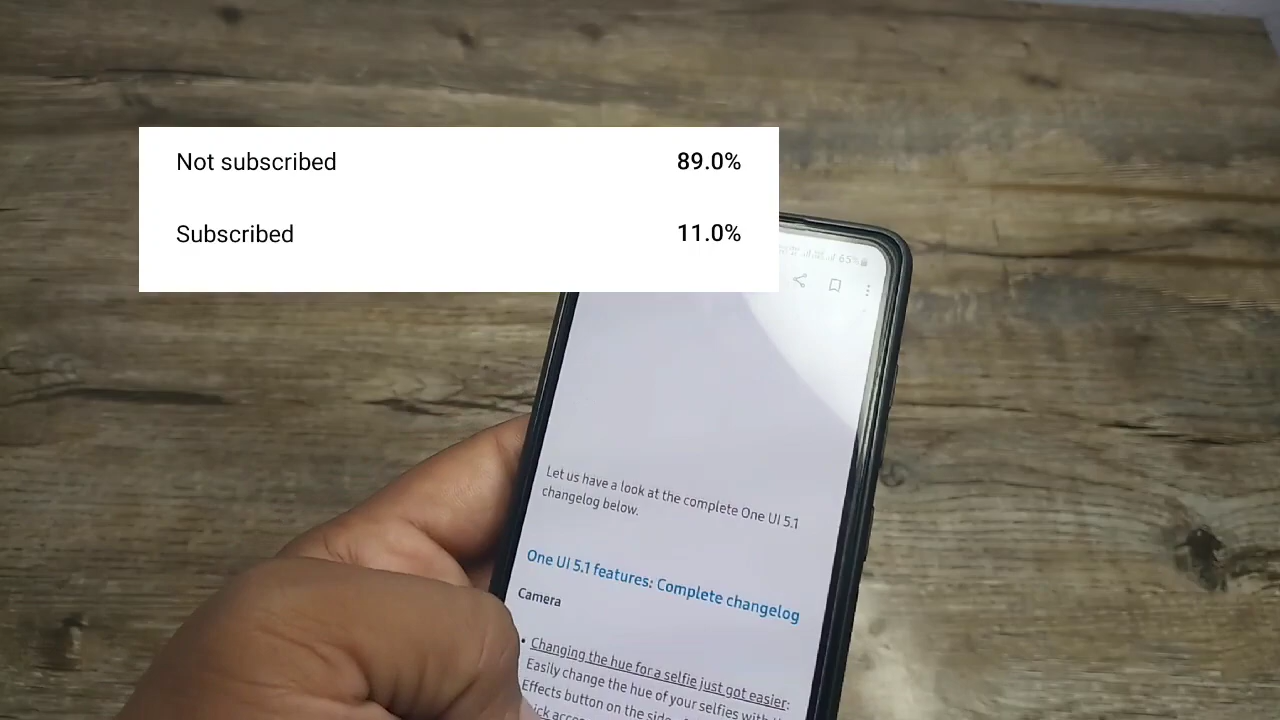 Not subscribed 89.0%
Subscribed 11.0%
65%
Let us have a look at the complete One UI 5.1
changelog below.
One UI 5.1 features: Complete changelog
Camera
• Changing the hue for a selfie just got easier:
Easily change the hue of your selfies with
Effects button on the side